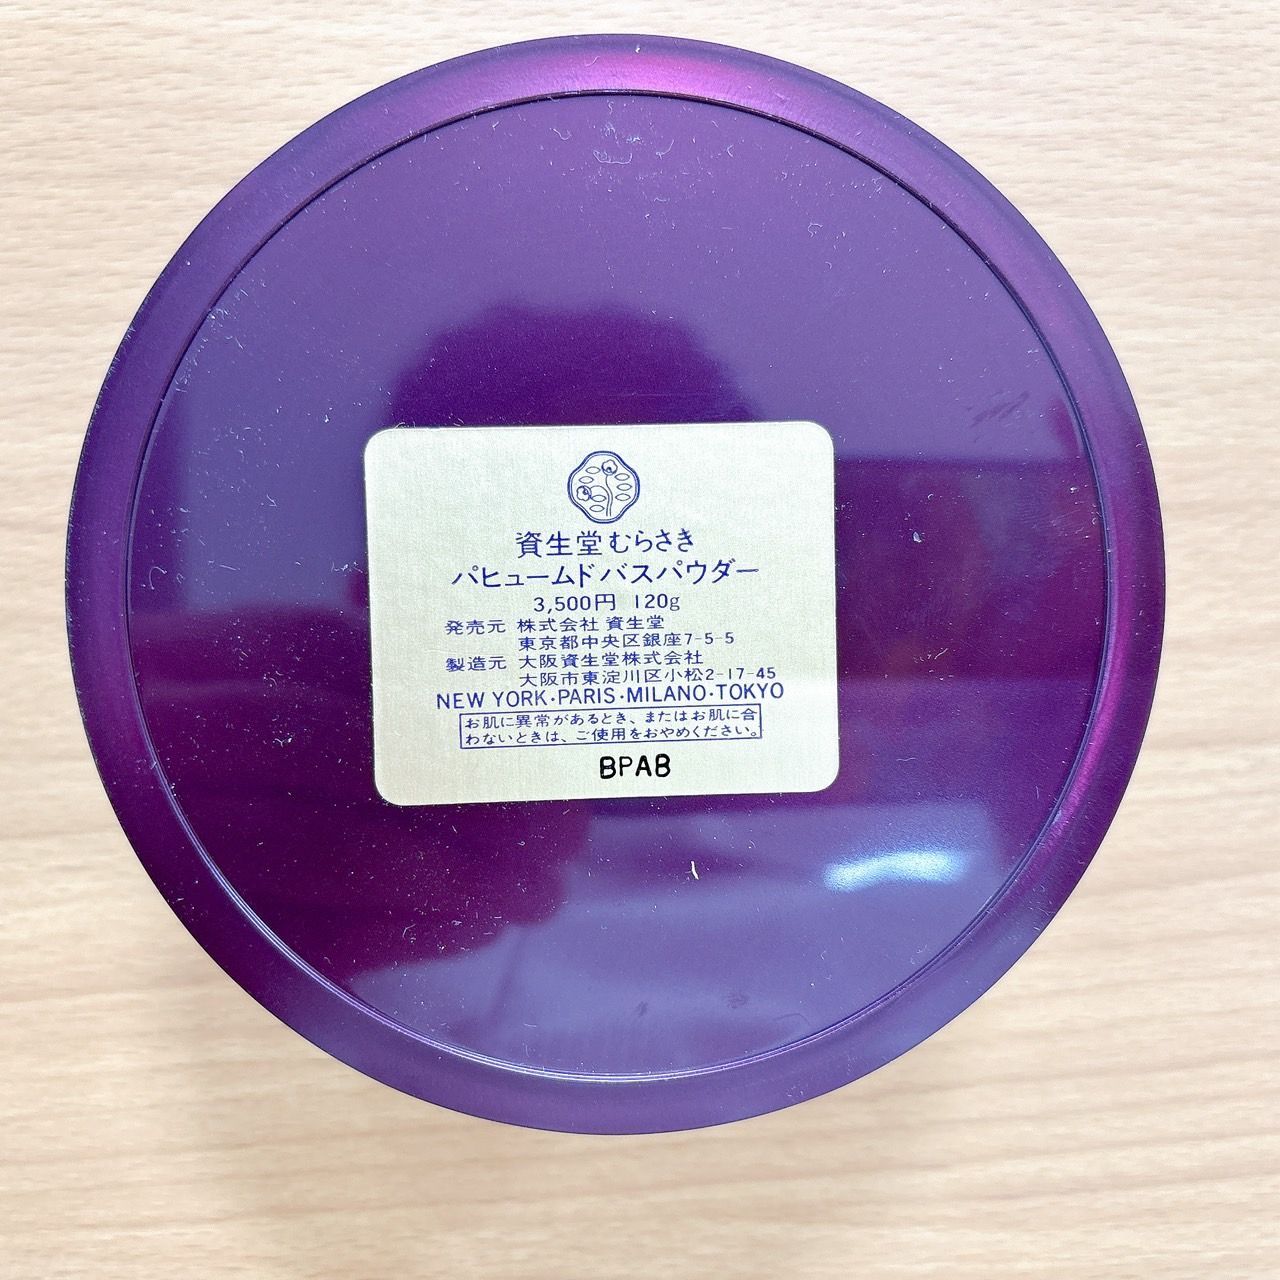 資生堂むらさき
パヒュームド バスパウダー
3,500円 120g
発売元 株式会社 資生堂
東京都中央区銀座7-5-5
製造元 大阪資生堂株式会社
大阪市東淀川区小松2-17-45
NEW YORK·PARIS·MILANO·TOKYO
お肌に異常があるとき、またはお肌に合
わないときは、ご使用をおやめください。
BPAB